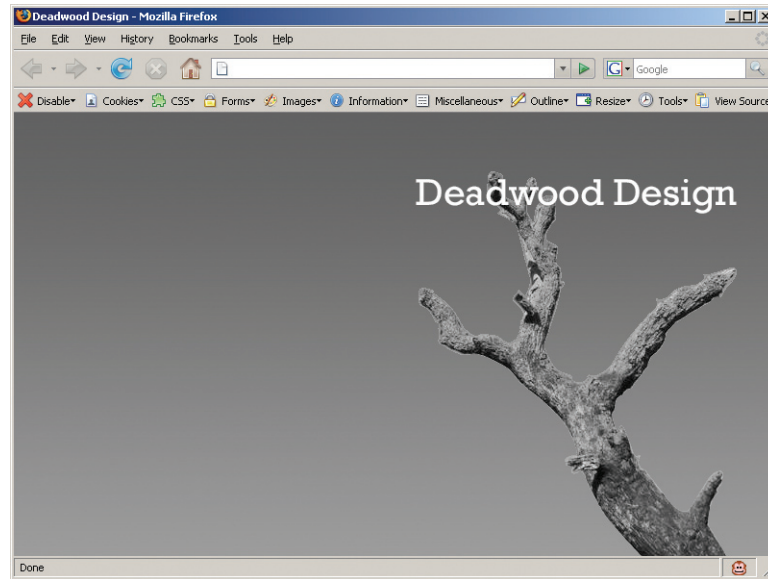 Deadwood Design - Mozilla Firefox
File Edit View History Bookmarks Tools Help
G Google
Disable Cookies CSS Forms Images Information Miscellaneous Outline Resize Tools View Source
Deadwood Design
Done